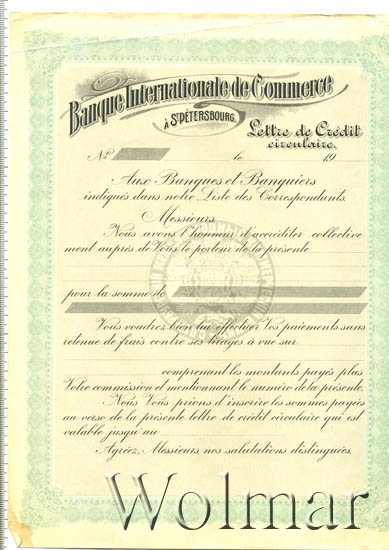 Banque Internationale de Commerce
à St. Pétersbourg.
Lettre de Crédit
circulaire.
No. le 19
Aux Banques et Banquiers
indiqués dans notre Liste des Correspondants.
Messieurs
Nous avons l'honneur d'accréditer collective
ment auprès de Vous le porteur de la présente
pour la somme de
Vous voudrez bien lui effectuer les paiements sans
retenue de frais contre ses tirages à vue sur
comprenant les montants payés plus
Votre commission et mentionnant le numéro de la présente.
Nous Vous prions d'inscrire les sommes payées
au verso de la présente lettre de crédit circulaire qui est
valable jusqu'au
Agréez, Messieurs nos salutations distinguées.
Wolmar